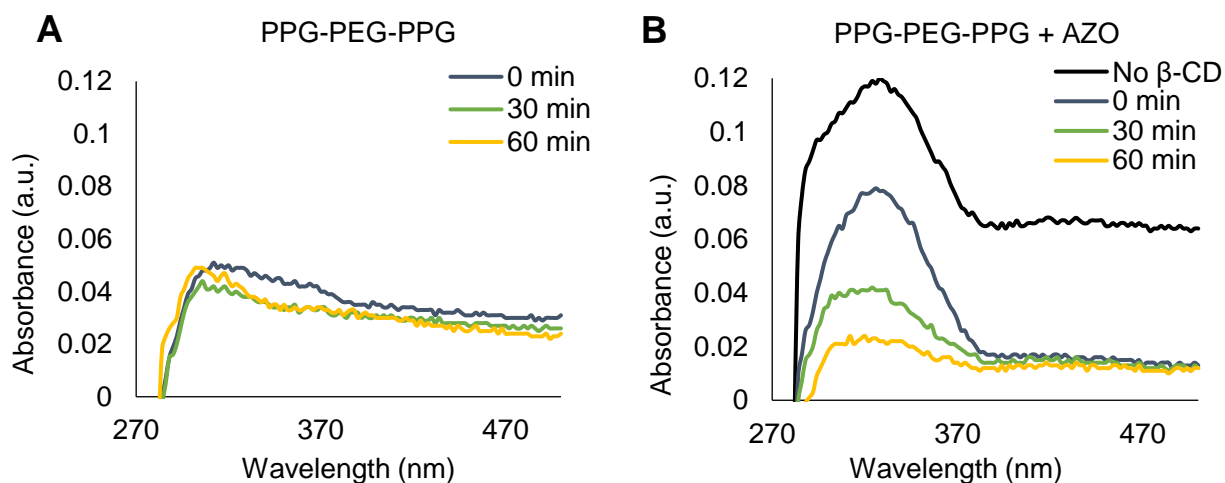 A
PPG-PEG-PPG
0.12
0.1
0.08
0.06
0.04
0.02
0
Absorbance (a.u.)
0 min
30 min
60 min
270
370
470
Wavelength (nm)
B
PPG-PEG-PPG + AZO
0.12
0.1
0.08
0.06
0.04
0.02
0
Absorbance (a.u.)
No β-CD
0 min
30 min
60 min
270
370
470
Wavelength (nm)